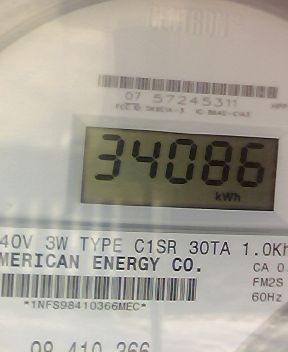 07 57245311
34086
kWh
40V 3W TYPE C1SR 30TA 1.0Kh
MERICAN ENERGY CO.
CA 0.
FM2S
60Hz
*1NFS98410366MEC*
98 410 366